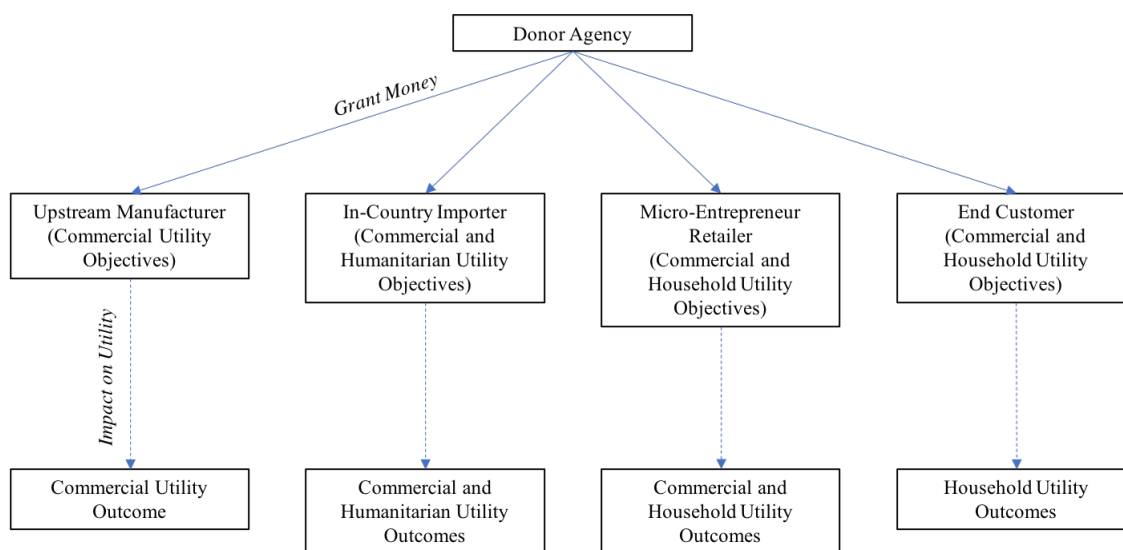 Donor Agency
Grant Money
Upstream Manufacturer
(Commercial Utility
Objectives)
In-Country Importer
(Commercial and
Humanitarian Utility
Objectives)
Micro-Entrepreneur
Retailer
(Commercial and
Household Utility
Objectives)
End Customer
(Commercial and
Household Utility
Objectives)
Impact on Utility
Commercial Utility
Outcome
Commercial and
Humanitarian Utility
Outcomes
Commercial and
Household Utility
Outcomes
Household Utility
Outcomes